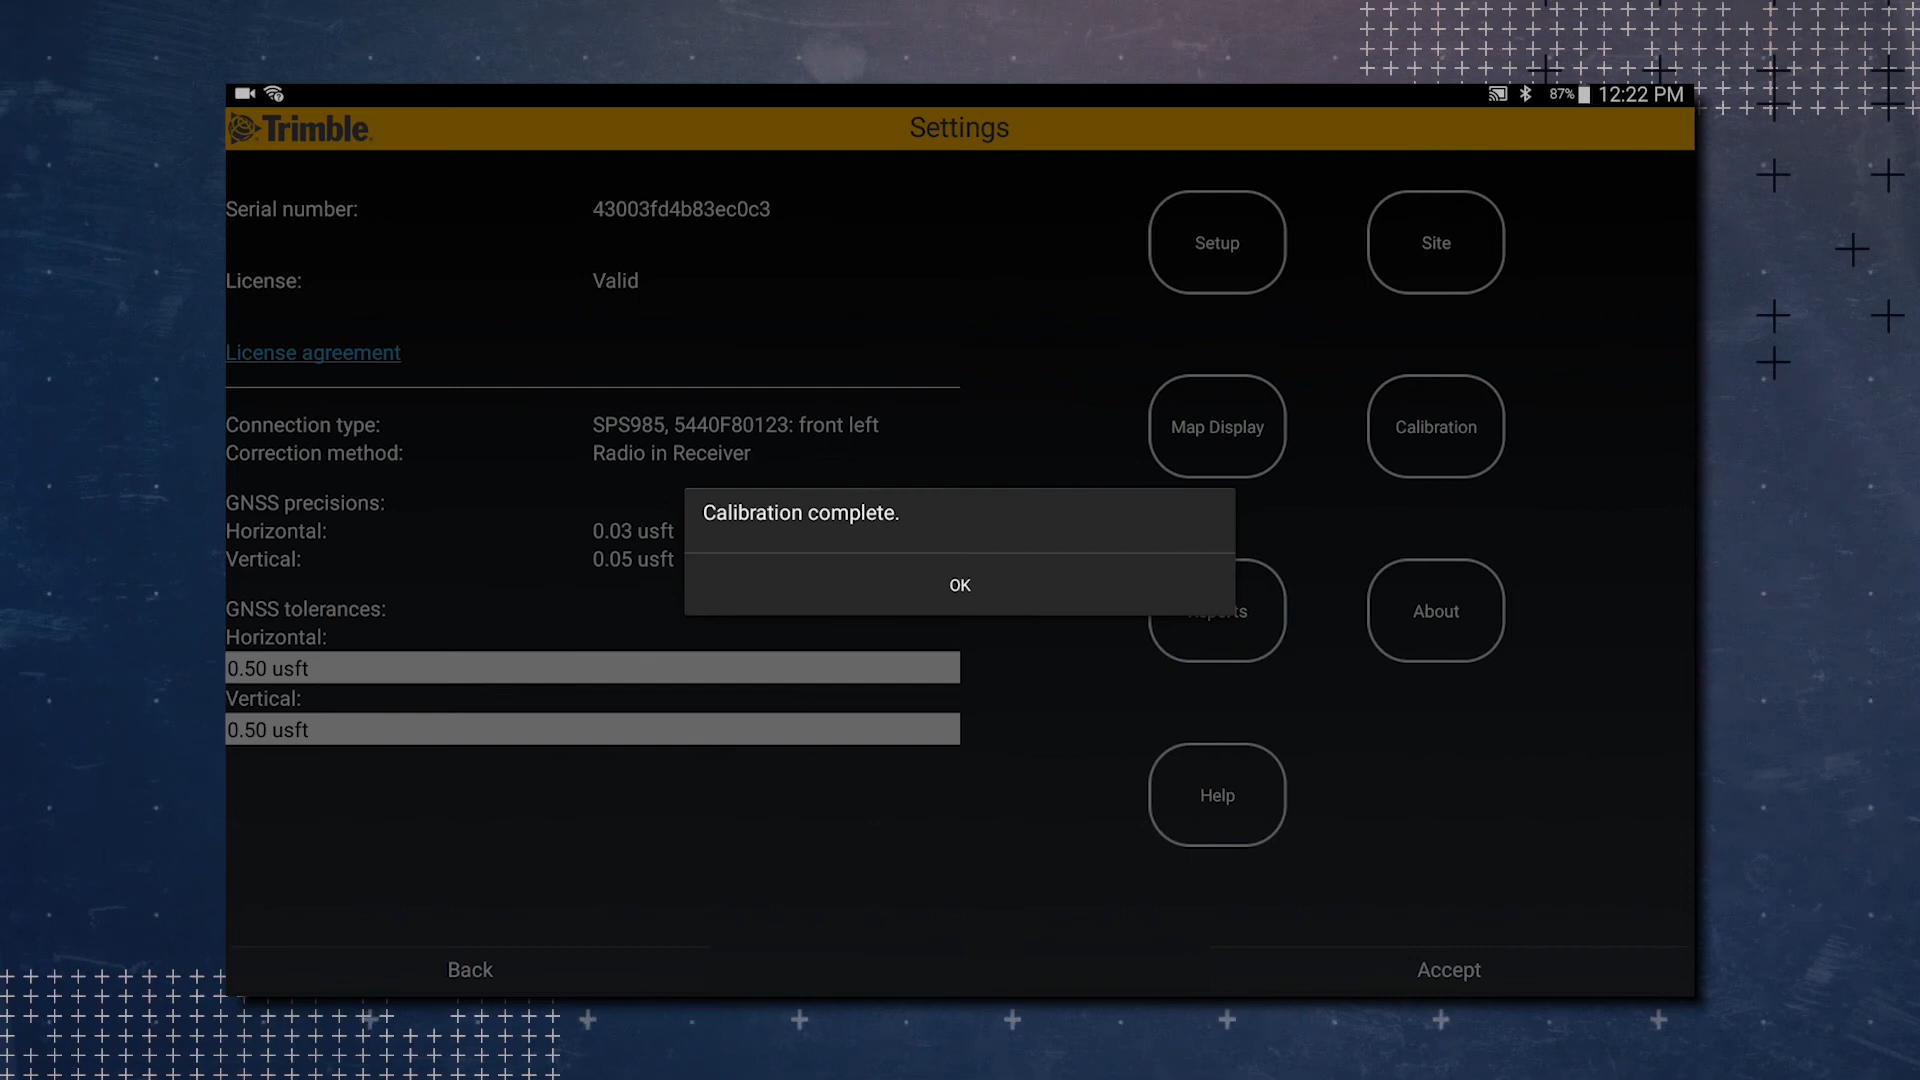 87% 12:22 PM
Trimble
Settings
Serial number: 43003fd4b83ec0c3
License: Valid
License agreement
Connection type: SPS985, 5440F80123: front left
Correction method: Radio in Receiver
GNSS precisions:
Horizontal: 0.03 usft
Vertical: 0.05 usft
GNSS tolerances:
Horizontal:
0.50 usft
Vertical:
0.50 usft
Setup
Site
Map Display
Calibration
Calibration complete.
OK
Reports
About
Help
Back
Accept